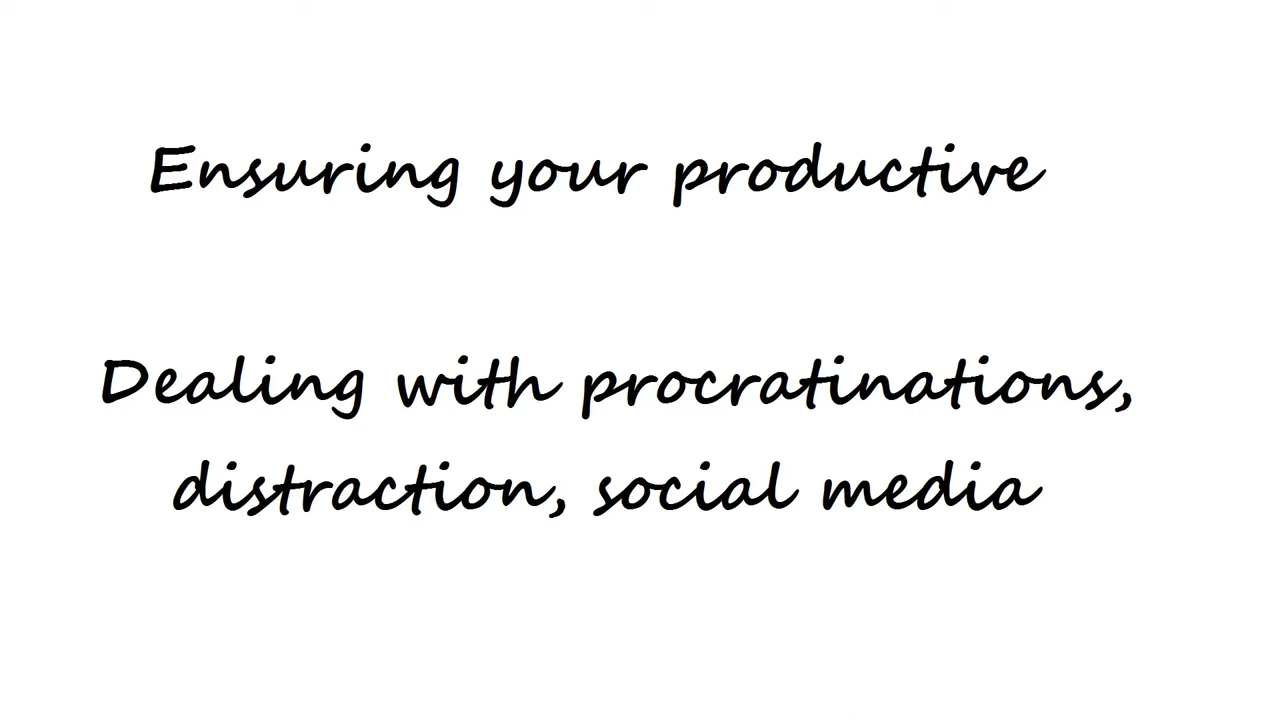 Ensuring your productive
Dealing with procratinations,
distraction, social media